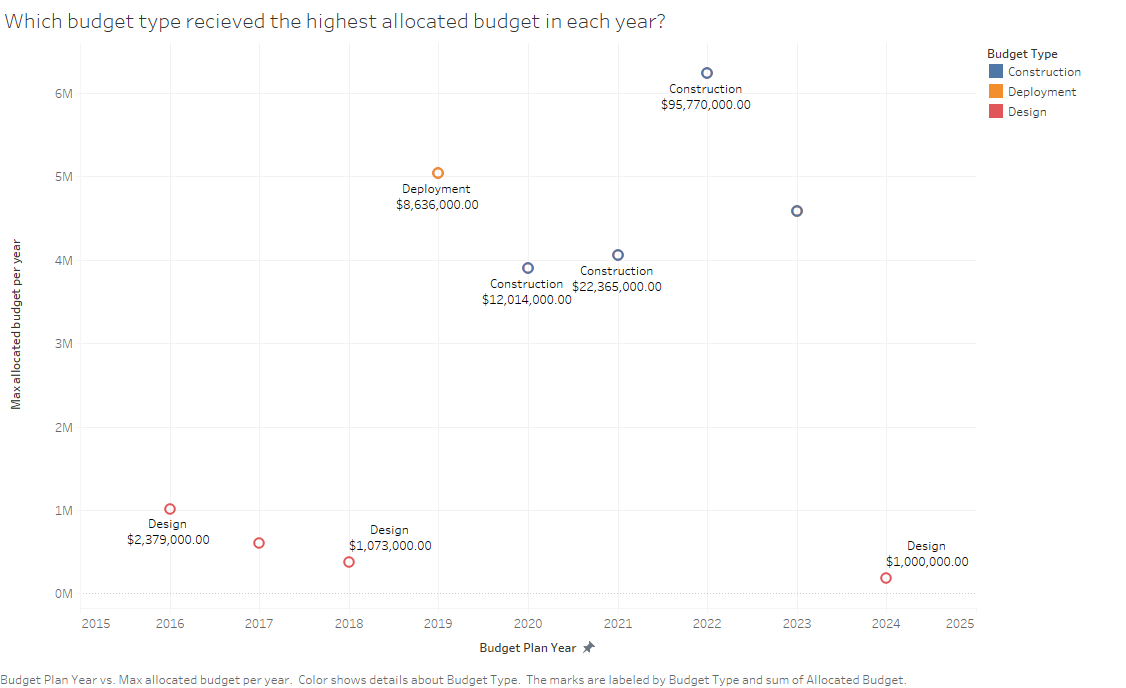 Which budget type recieved the highest allocated budget in each year?
Budget Type
Construction
Deployment
Design
Max allocated budget per year
6M
5M
4M
3M
2M
1M
0M
Construction
$95,770,000.00
Deployment
$8,636,000.00
Construction
$12,014,000.00
Construction
$22,365,000.00
Design
$2,379,000.00
Design
$1,073,000.00
Design
$1,000,000.00
2015 2016 2017 2018 2019 2020 2021 2022 2023 2024 2025
Budget Plan Year
Budget Plan Year vs. Max allocated budget per year. Color shows details about Budget Type. The marks are labeled by Budget Type and sum of Allocated Budget.